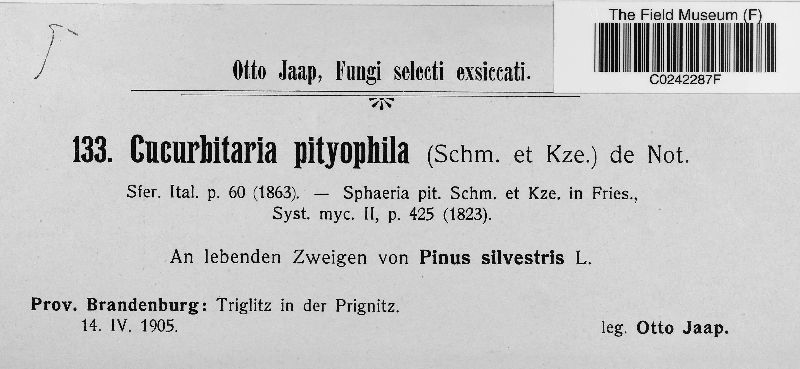 The Field Museum (F)
C0242287F
Otto Jaap, Fungi selecti exsiccati.
133. Cucurbitaria pityophila (Schm. et Kze.) de Not.
Sfer. Ital. p. 60 (1863). — Sphaeria pit. Schm. et Kze. in Fries.,
Syst. myc. II, p. 425 (1823).
An lebenden Zweigen von Pinus silvestris L.
Prov. Brandenburg: Triglitz in der Prignitz.
14. IV. 1905.
leg. Otto Jaap.